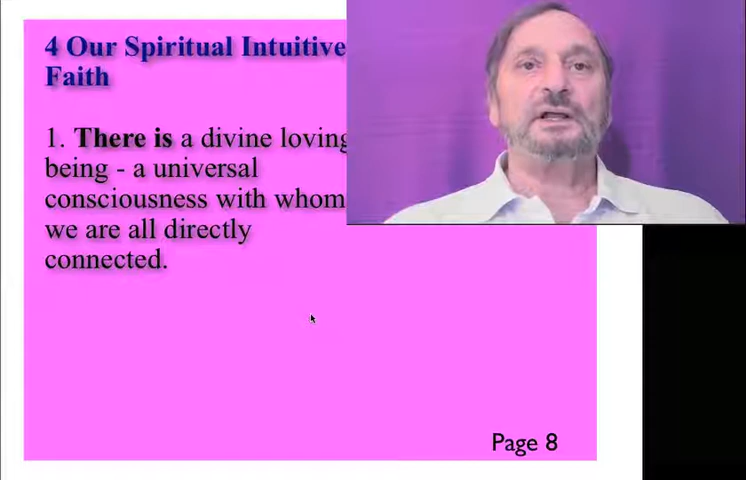 4 Our Spiritual Intuitive
Faith
1. There is a divine loving
being - a universal
consciousness with whom
we are all directly
connected.
Page 8